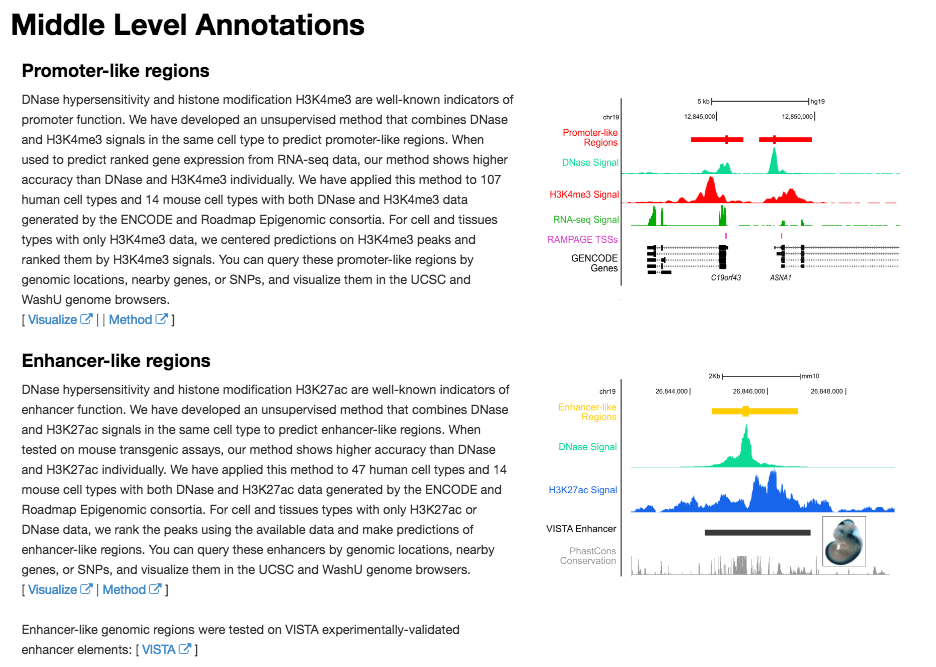 Middle Level Annotations
Promoter-like regions
DNase hypersensitivity and histone modification H3K4me3 are well-known indicators of
promoter function. We have developed an unsupervised method that combines DNase
and H3K4me3 signals in the same cell type to predict promoter-like regions. When
used to predict ranked gene expression from RNA-seq data, our method shows higher
accuracy than DNase and H3K4me3 individually. We have applied this method to 107
human cell types and 14 mouse cell types with both DNase and H3K4me3 data
generated by the ENCODE and Roadmap Epigenomic consortia. For cell and tissues
types with only H3K4me3 data, we centered predictions on H3K4me3 peaks and
ranked them by H3K4me3 signals. You can query these promoter-like regions by
genomic locations, nearby genes, or SNPs, and visualize them in the UCSC and
WashU genome browsers.
[ Visualize | | Method ]
5 kb hg19
chr19 12,845,000 12,850,000
Promoter-like
Regions
DNase Signal
H3K4me3 Signal
RNA-seq Signal
RAMPAGE TSSs
GENCODE
Genes
C19orf43 ASNA1
Enhancer-like regions
DNase hypersensitivity and histone modification H3K27ac are well-known indicators of
enhancer function. We have developed an unsupervised method that combines DNase
and H3K27ac signals in the same cell type to predict enhancer-like regions. When
tested on mouse transgenic assays, our method shows higher accuracy than DNase
and H3K27ac individually. We have applied this method to 47 human cell types and 14
mouse cell types with both DNase and H3K27ac data generated by the ENCODE and
Roadmap Epigenomic consortia. For cell and tissues types with only H3K27ac or
DNase data, we rank the peaks using the available data and make predictions of
enhancer-like regions. You can query these enhancers by genomic locations, nearby
genes, or SNPs, and visualize them in the UCSC and WashU genome browsers.
[ Visualize | Method ]
2Kb mm10
chr19 26,844,000 26,846,000 26,848,000
Enhancer-like
Regions
DNase Signal
H3K27ac Signal
VISTA Enhancer
PhastCons
Conservation
Enhancer-like genomic regions were tested on VISTA experimentally-validated
enhancer elements: [ VISTA ]